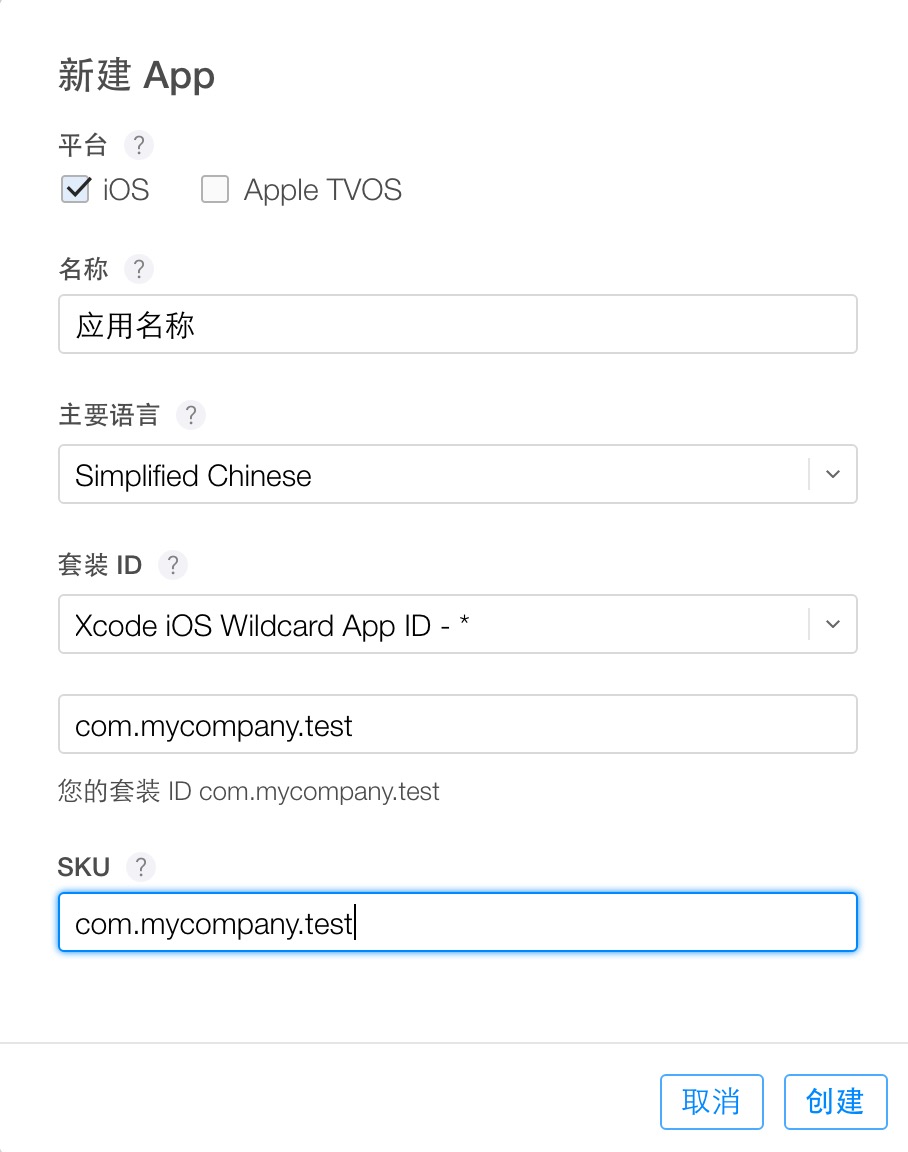 新建 App
平台 ?
iOS Apple TVOS
名称 ?
应用名称
主要语言 ?
Simplified Chinese
套装 ID ?
Xcode iOS Wildcard App ID - *
com.mycompany.test
您的套装 ID com.mycompany.test
SKU ?
com.mycompany.test
取消 创建